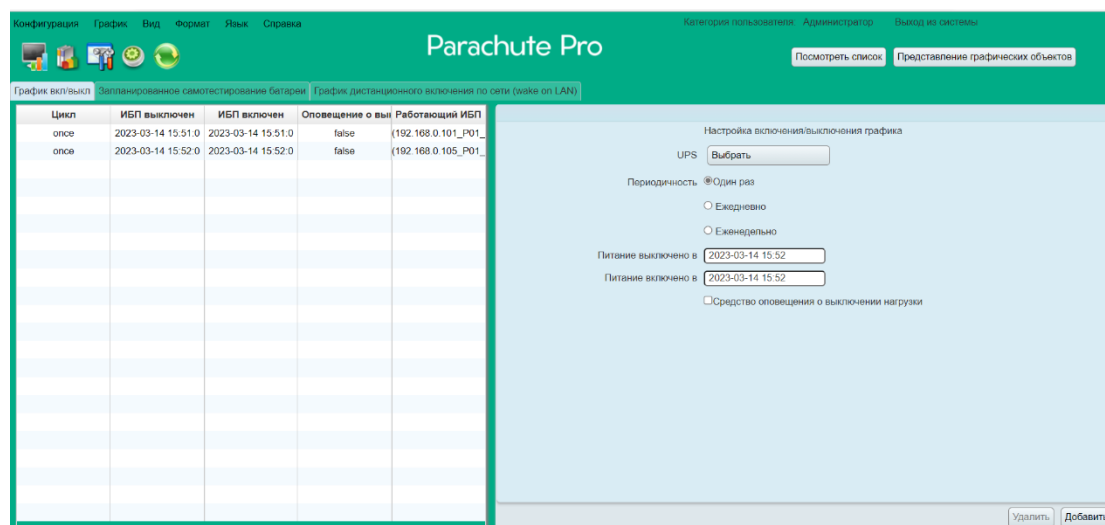 Конфигурация График Вид Формат Язык Справка
Категория пользователя: Администратор Выход из системы
Parachute Pro
Посмотреть список Представление графических объектов
График вкл/выкл Запланированное самотестирование батареи График дистанционного включения по сети (wake on LAN)
Цикл ИБП выключен ИБП включен Оповещение о вы Работающий ИБП
once 2023-03-14 15:51:0 2023-03-14 15:51:0 false (192.168.0.101_P01_
once 2023-03-14 15:52:0 2023-03-14 15:52:0 false (192.168.0.105_P01_
Настройка включения/выключения графика
UPS Выбрать
Периодичность Один раз
Ежедневно
Еженедельно
Питание выключено в 2023-03-14 15:52
Питание включено в 2023-03-14 15:52
Средство оповещения о выключении нагрузки
Удалить Добавить